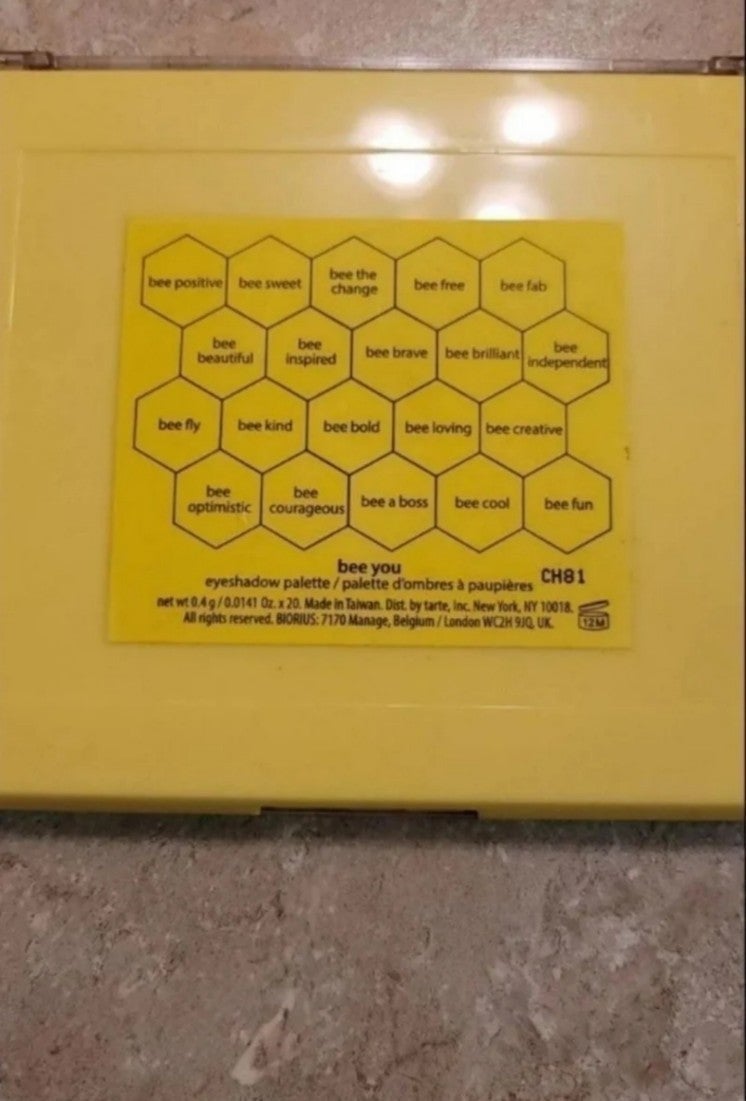 bee positive
bee sweet
bee the
change
bee free
bee fab
bee
beautiful
bee
inspired
bee brave
bee brilliant
bee
independent
bee fly
bee kind
bee bold
bee loving
bee creative
bee
optimistic
bee
courageous
bee a boss
bee cool
bee fun
bee you
eyeshadow palette / palette d'ombres à paupières
CH81
net wt 0.4 g / 0.0141 Oz. x 20. Made in Taiwan. Dist. by tarte, Inc. New York, NY 10018.
All rights reserved. BIORIUS: 7170 Manage, Belgium / London WC2H 9JQ, UK.
12M